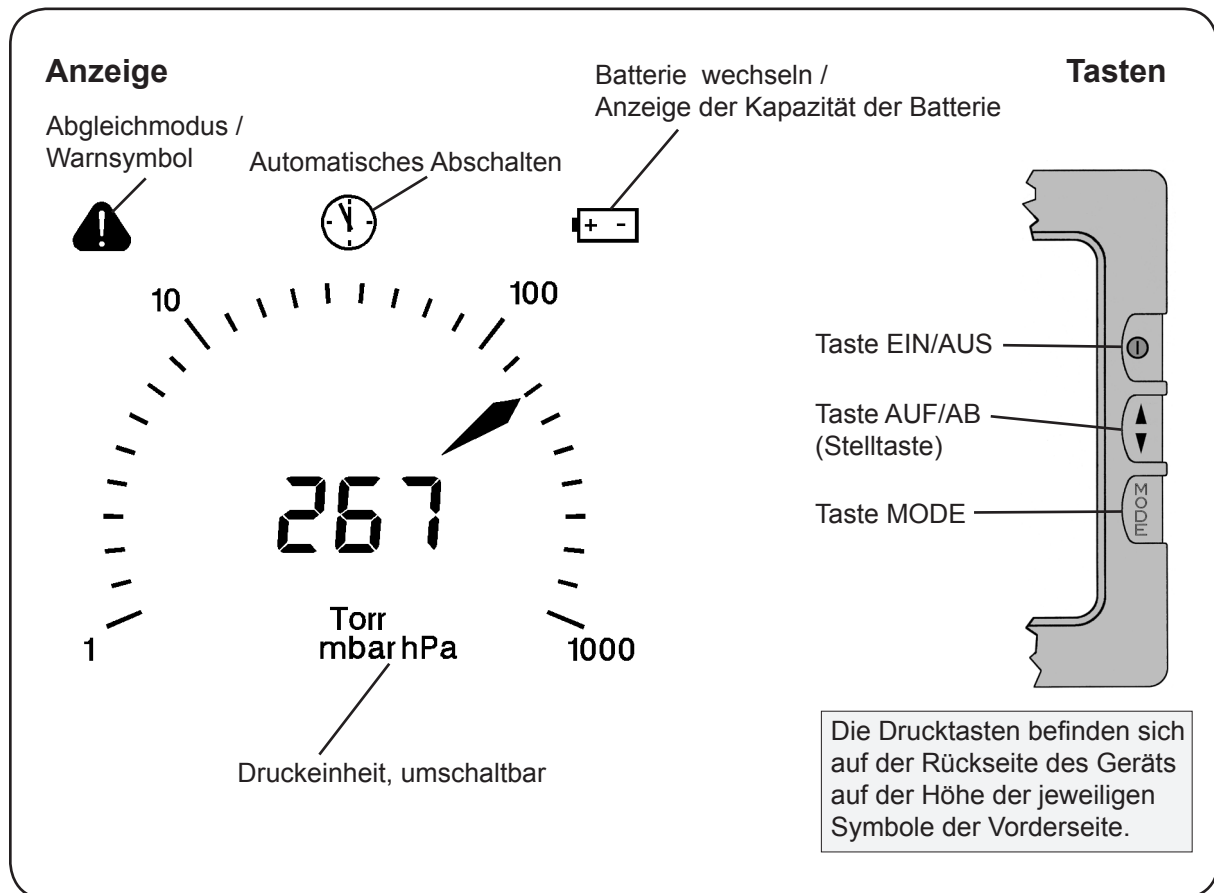 Anzeige
Tasten
Abgleichmodus /
Warnsymbol
Automatisches Abschalten
Batterie wechseln /
Anzeige der Kapazität der Batterie
+ -
10
100
1
1000
267
Torr
mbar hPa
Druckeinheit, umschaltbar
Taste EIN/AUS
Taste AUF/AB
(Stelltaste)
Taste MODE
MODE
Die Drucktasten befinden sich
auf der Rückseite des Geräts
auf der Höhe der jeweiligen
Symbole der Vorderseite.